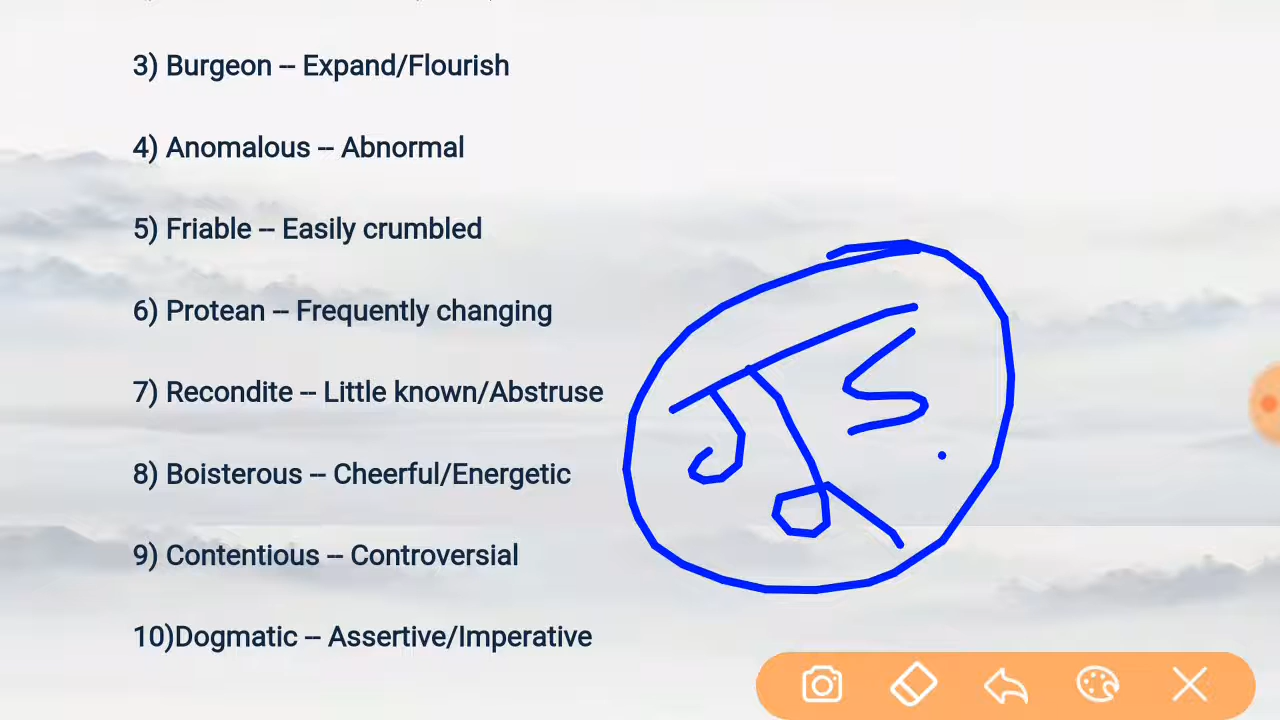 3) Burgeon -- Expand/Flourish
4) Anomalous -- Abnormal
5) Friable -- Easily crumbled
6) Protean -- Frequently changing
7) Recondite -- Little known/Abstruse
8) Boisterous -- Cheerful/Energetic
9) Contentious -- Controversial
10)Dogmatic -- Assertive/Imperative